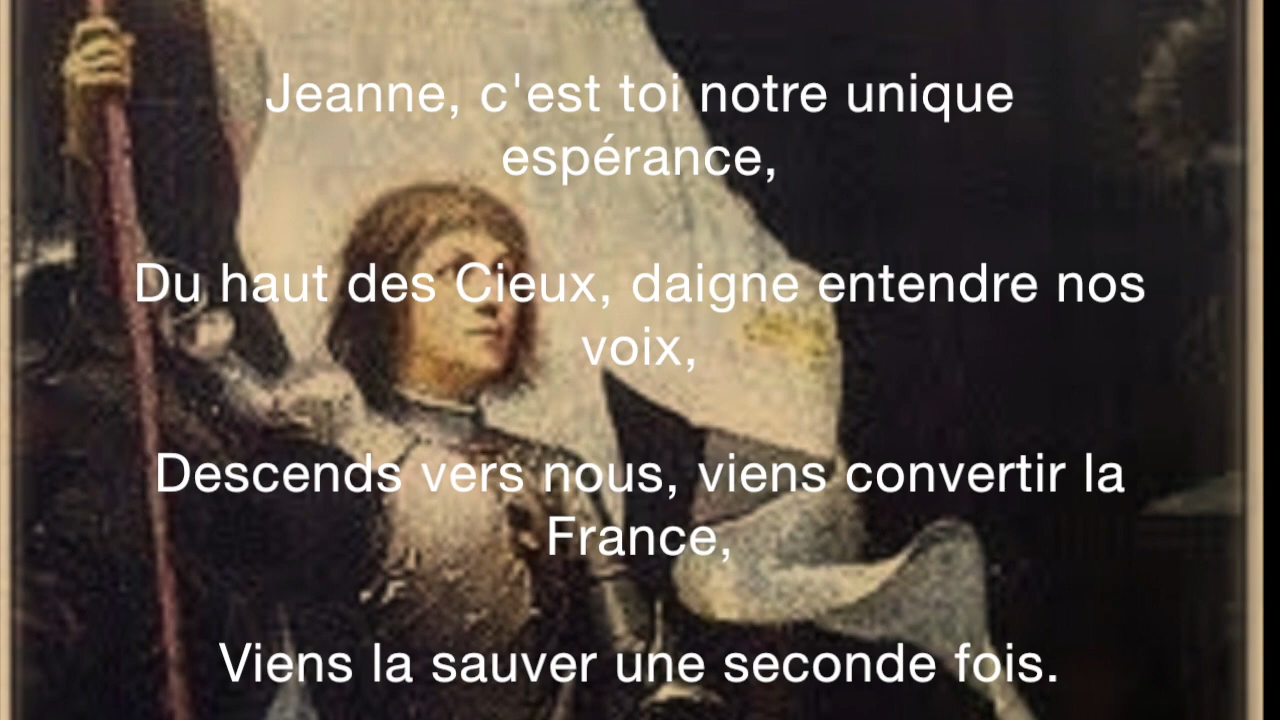 Jeanne, c'est toi notre unique
espérance,
Du haut des Cieux, daigne entendre nos
voix,
Descends vers nous, viens convertir la
France,
Viens la sauver une seconde fois.